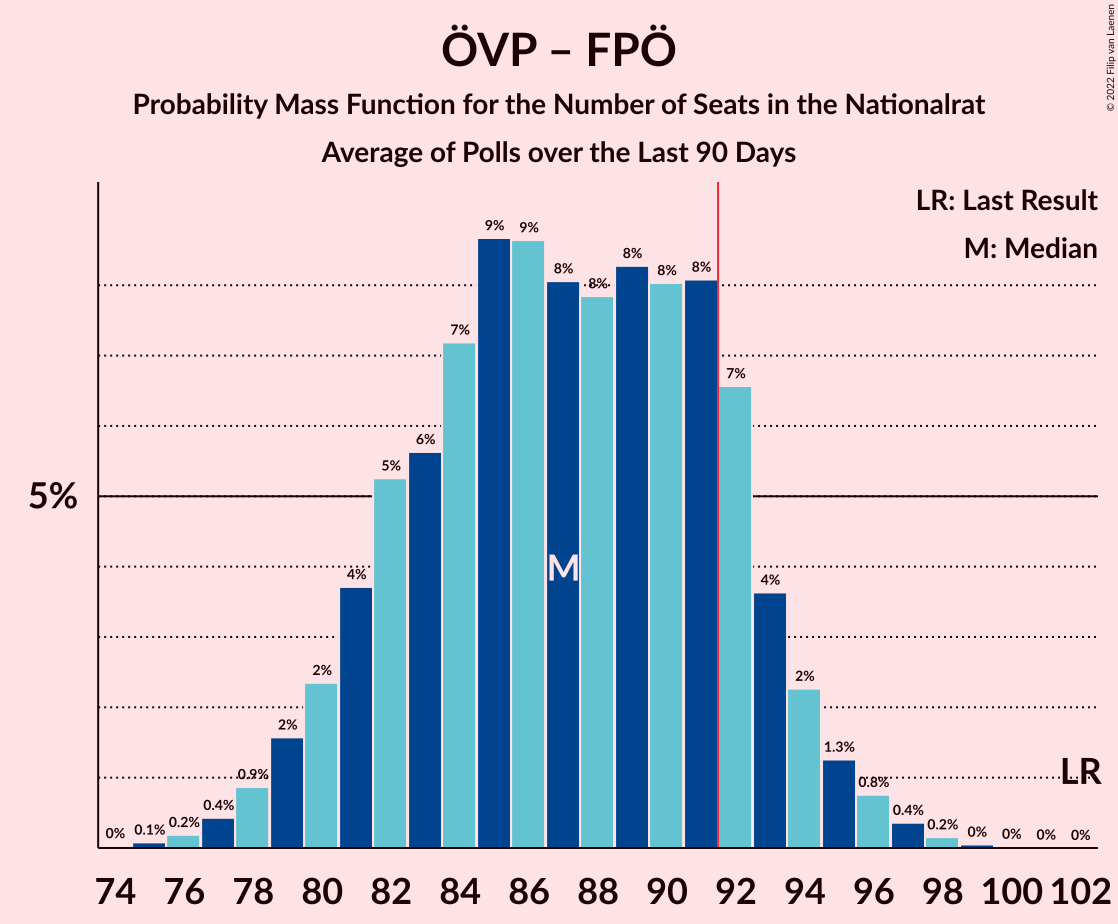 ÖVP – FPÖ
Probability Mass Function for the Number of Seats in the Nationalrat
Average of Polls over the Last 90 Days
© 2022 Filip van Laenen
LR: Last Result
M: Median
5%
0% 0.1% 0.2% 0.4% 0.9% 2% 2% 4% 5% 6% 7% 9% 9% 8% 8% 8% 8% 8% 7% 4% 2% 1.3% 0.8% 0.4% 0.2% 0% 0% 0% 0%
M
LR
74 76 78 80 82 84 86 88 90 92 94 96 98 100 102